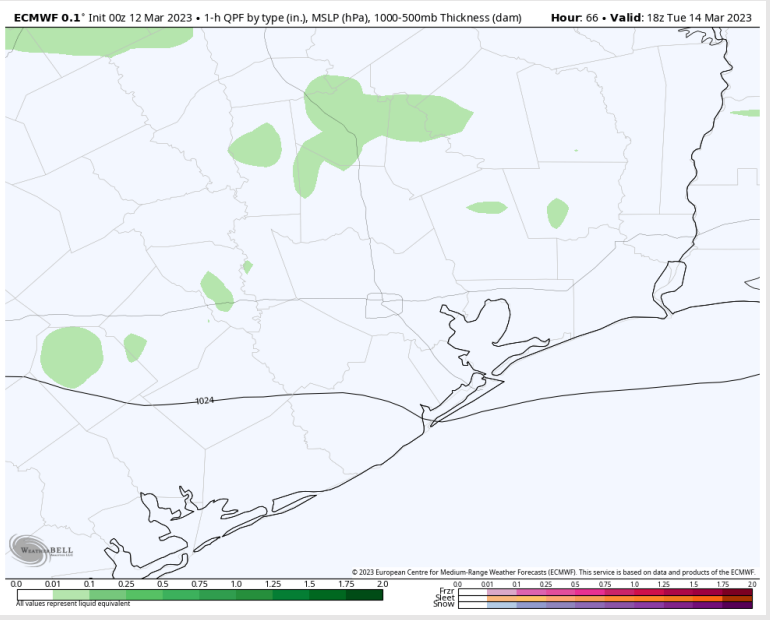 ECMWF 0.1° Init 00z 12 Mar 2023 • 1-h QPF by type (in.), MSLP (hPa), 1000-500mb Thickness (dam) Hour: 66 • Valid: 18z Tue 14 Mar 2023
1024
WEATHERBELL
© 2023 European Centre for Medium-Range Weather Forecasts (ECMWF). This service is based on data and products of the ECMWF.
0.0 0.01 0.1 0.25 0.5 0.75 1.0 1.25 1.5 1.75 2.0
All values represent liquid equivalent
0.0 0.01 0.1 0.25 0.5 0.75 1.0 1.25 1.5 1.75 2.0
Frzr
Sleet
Snow